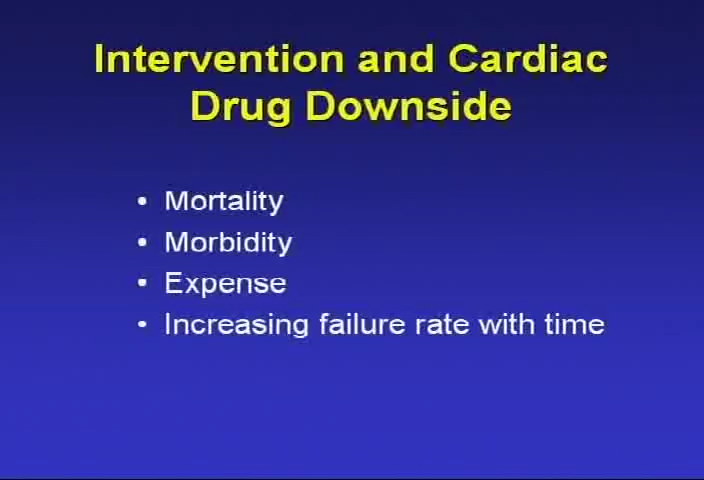 Intervention and Cardiac
Drug Downside
• Mortality
• Morbidity
• Expense
• Increasing failure rate with time